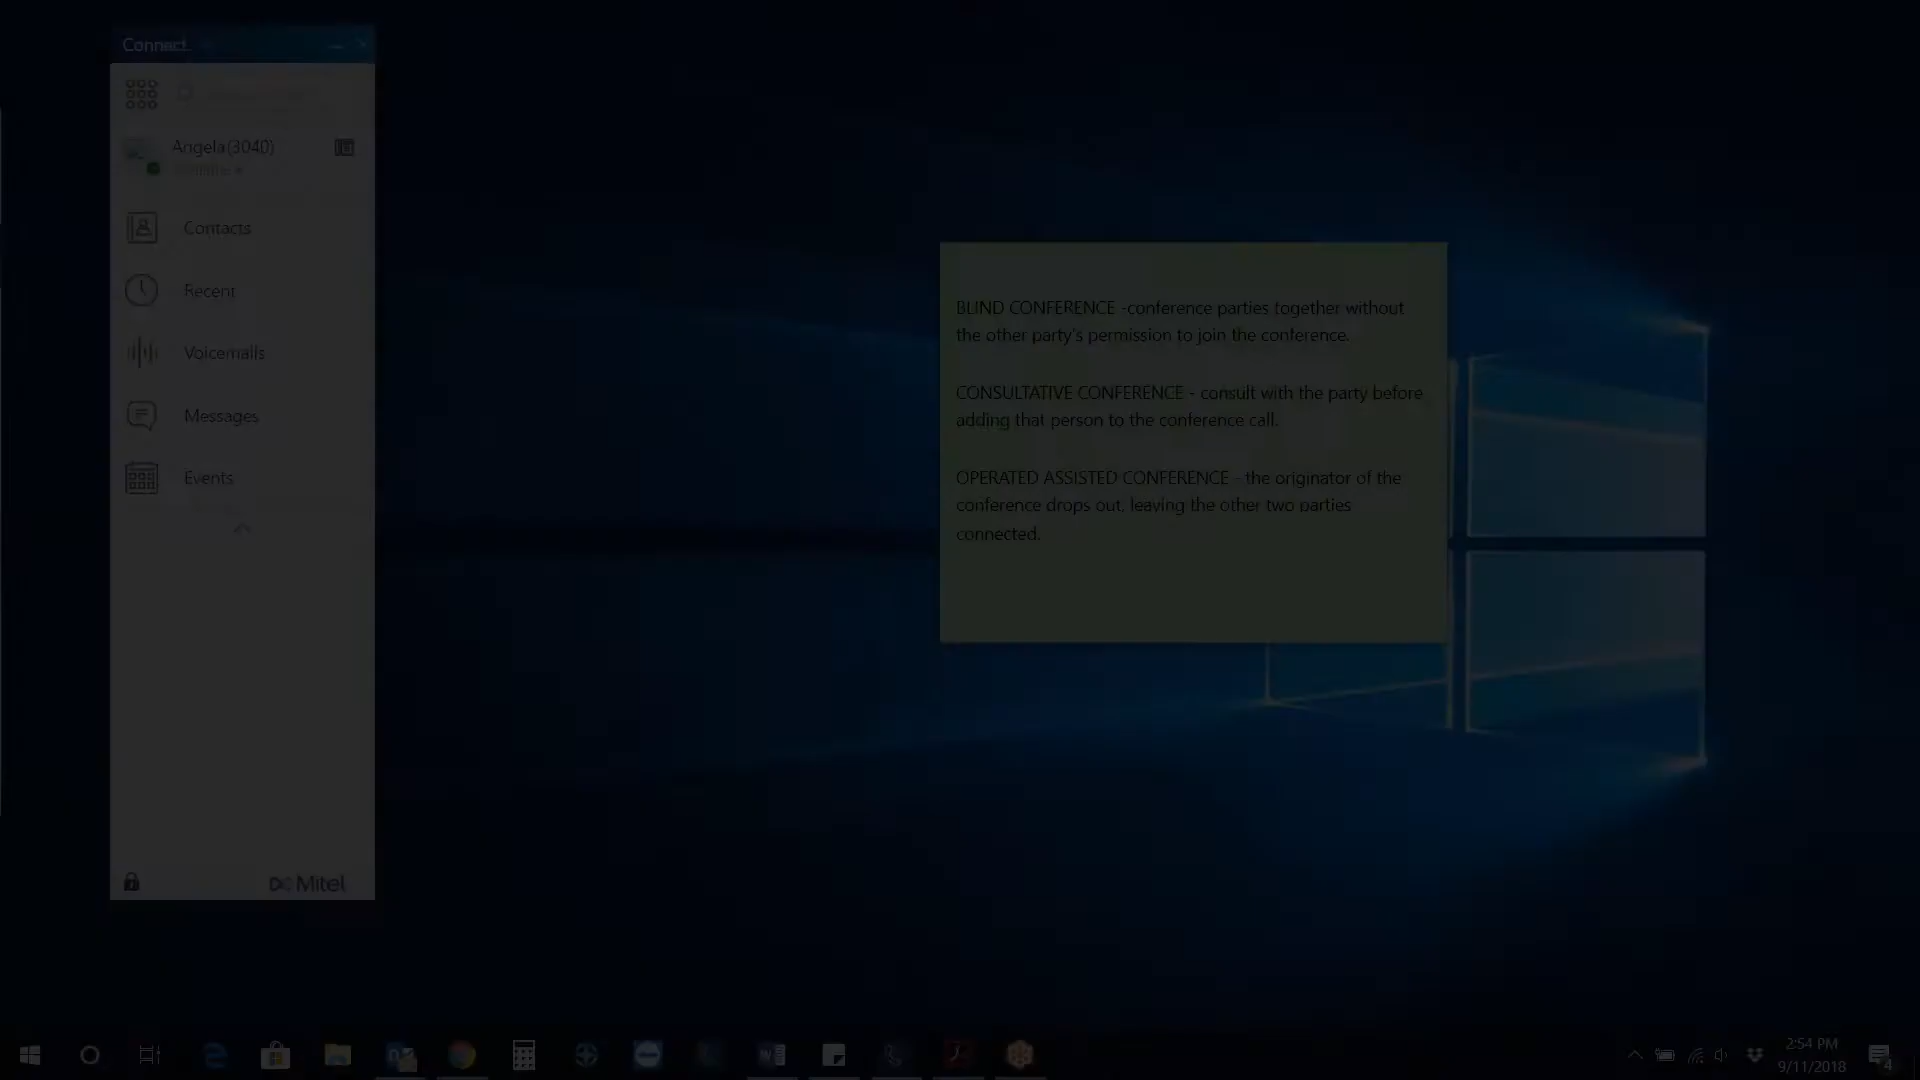 Connect
Angela(3040)
Contacts
Recent
Voicemails
Messages
Events
Mitel
BLIND CONFERENCE -conference parties together without
the other party's permission to join the conference.
CONSULTATIVE CONFERENCE - consult with the party before
adding that person to the conference call.
OPERATED ASSISTED CONFERENCE - the originator of the
conference drops out, leaving the other two parties
connected.
2:54 PM
9/11/2018
4